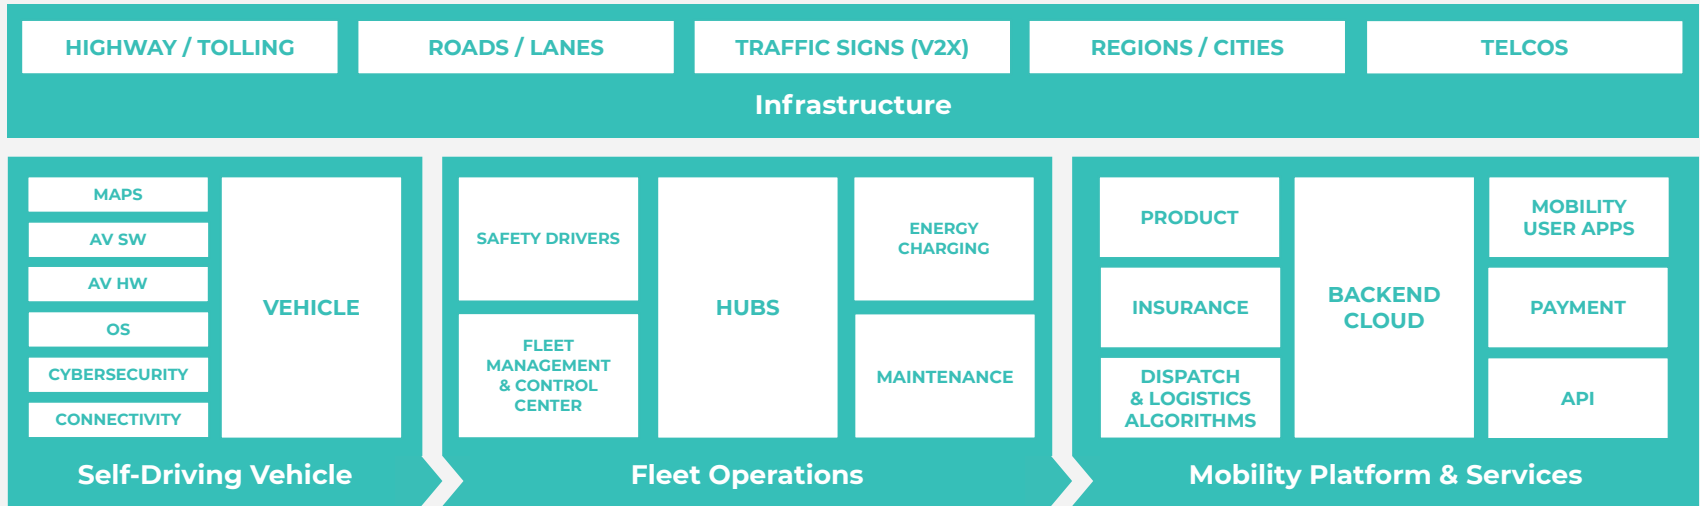 HIGHWAY / TOLLING
ROADS / LANES
TRAFFIC SIGNS (V2X)
REGIONS / CITIES
TELCOS
Infrastructure
MAPS
AV SW
AV HW
OS
CYBERSECURITY
CONNECTIVITY
VEHICLE
Self-Driving Vehicle
SAFETY DRIVERS
FLEET
MANAGEMENT
& CONTROL
CENTER
HUBS
ENERGY
CHARGING
MAINTENANCE
Fleet Operations
PRODUCT
INSURANCE
DISPATCH
& LOGISTICS
ALGORITHMS
BACKEND
CLOUD
MOBILITY
USER APPS
PAYMENT
API
Mobility Platform & Services